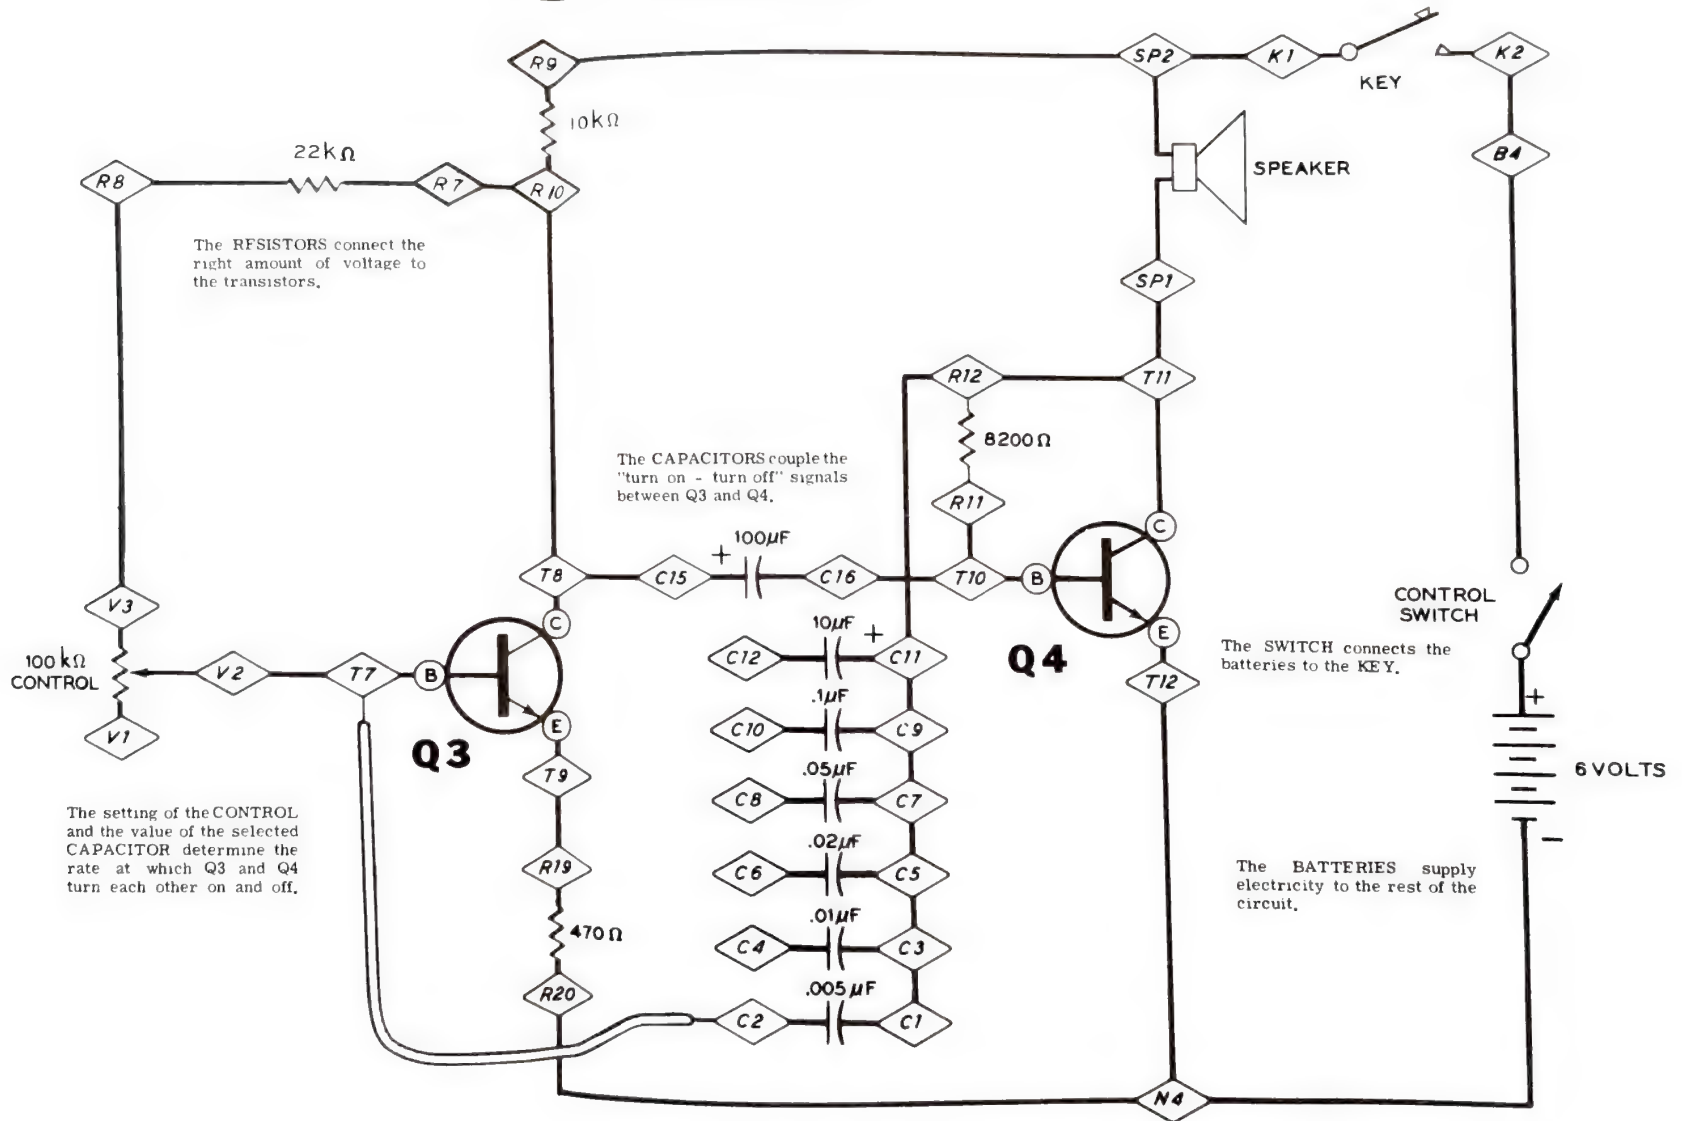 R9
SP2
K1
KEY
K2
10kΩ
22kΩ
R8
R7
R10
B4
SPEAKER
The RFSISTORS connect the
right amount of voltage to
the transistors.
SP1
R12
T11
8200Ω
The CAPACITORS couple the
"turn on - turn off" signals
between Q3 and Q4.
R11
C
100µF
+
T8
C15
C16
T10
B
V3
CONTROL
SWITCH
C
E
10µF
+
Q4
The SWITCH connects the
batteries to the KEY.
100kΩ
CONTROL
V2
T7
B
C12
C11
T12
.1µF
+
V1
Q3
E
C10
C9
T9
.05µF
6 VOLTS
C8
C7
The setting of the CONTROL
and the value of the selected
CAPACITOR determine the
rate at which Q3 and Q4
turn each other on and off.
.02µF
−
R19
C6
C5
The BATTERIES supply
electricity to the rest of the
circuit.
.01µF
470Ω
C4
C3
R20
.005µF
C2
C1
N4